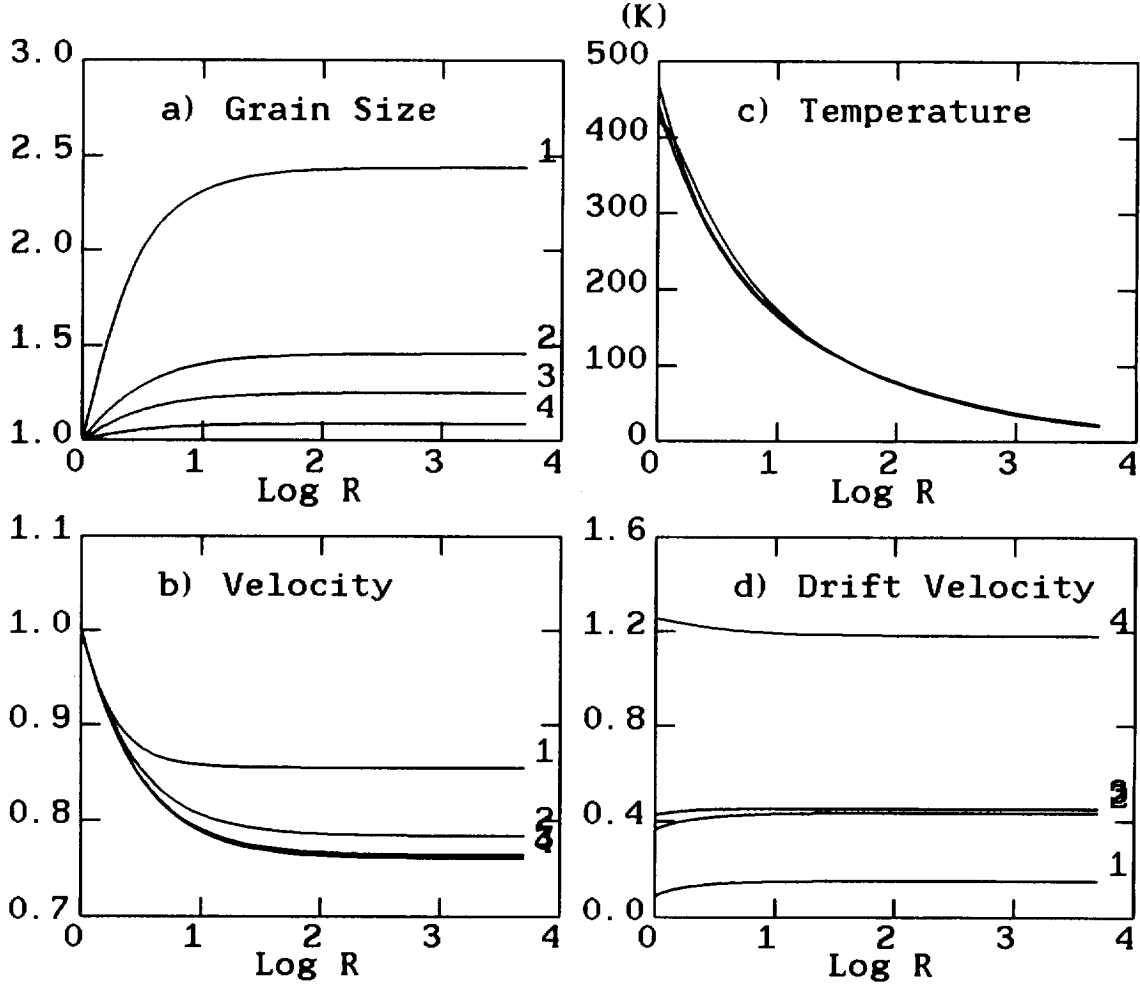 a) Grain Size
3.0
2.5
2.0
1.5
1.0
1
2
3
4
0 1 2 3 4
Log R
(K)
c) Temperature
500
400
300
200
100
0
0 1 2 3 4
Log R
b) Velocity
1.1
1.0
0.9
0.8
0.7
1
2
0 1 2 3 4
Log R
d) Drift Velocity
1.6
1.2
0.8
0.4
0.0
4
1
0 1 2 3 4
Log R